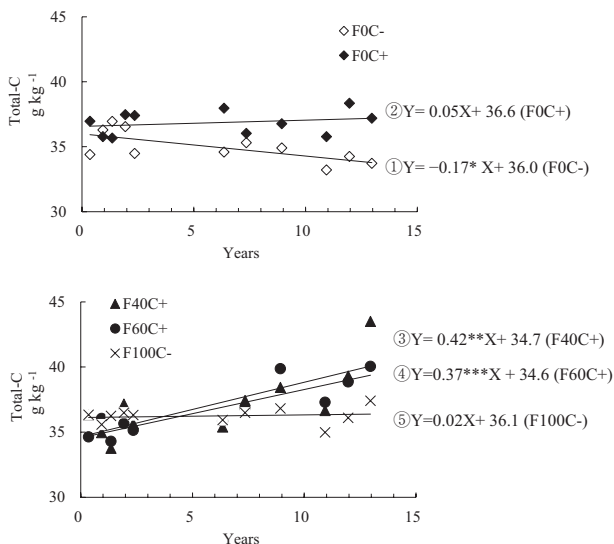 45
F0C-
F0C+
40
Total-C
g kg -1
②Y= 0.05X+ 36.6 (F0C+)
35
①Y= −0.17* X+ 36.0 (F0C-)
30
0 5 10 15
Years
45
F40C+
F60C+
F100C-
③Y= 0.42**X+ 34.7 (F40C+)
40
Total-C
g kg -1
④Y=0.37***X + 34.6 (F60C+)
⑤Y=0.02X+ 36.1 (F100C-)
35
30
0 5 10 15
Years